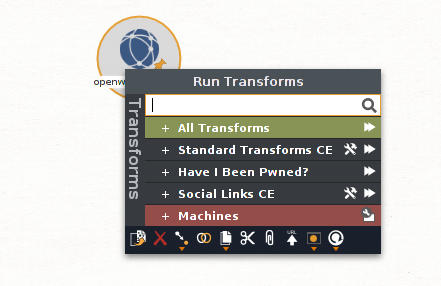 openw
Run Transforms
Transforms
+ All Transforms
+ Standard Transforms CE
+ Have I Been Pwned?
+ Social Links CE
+ Machines
URL